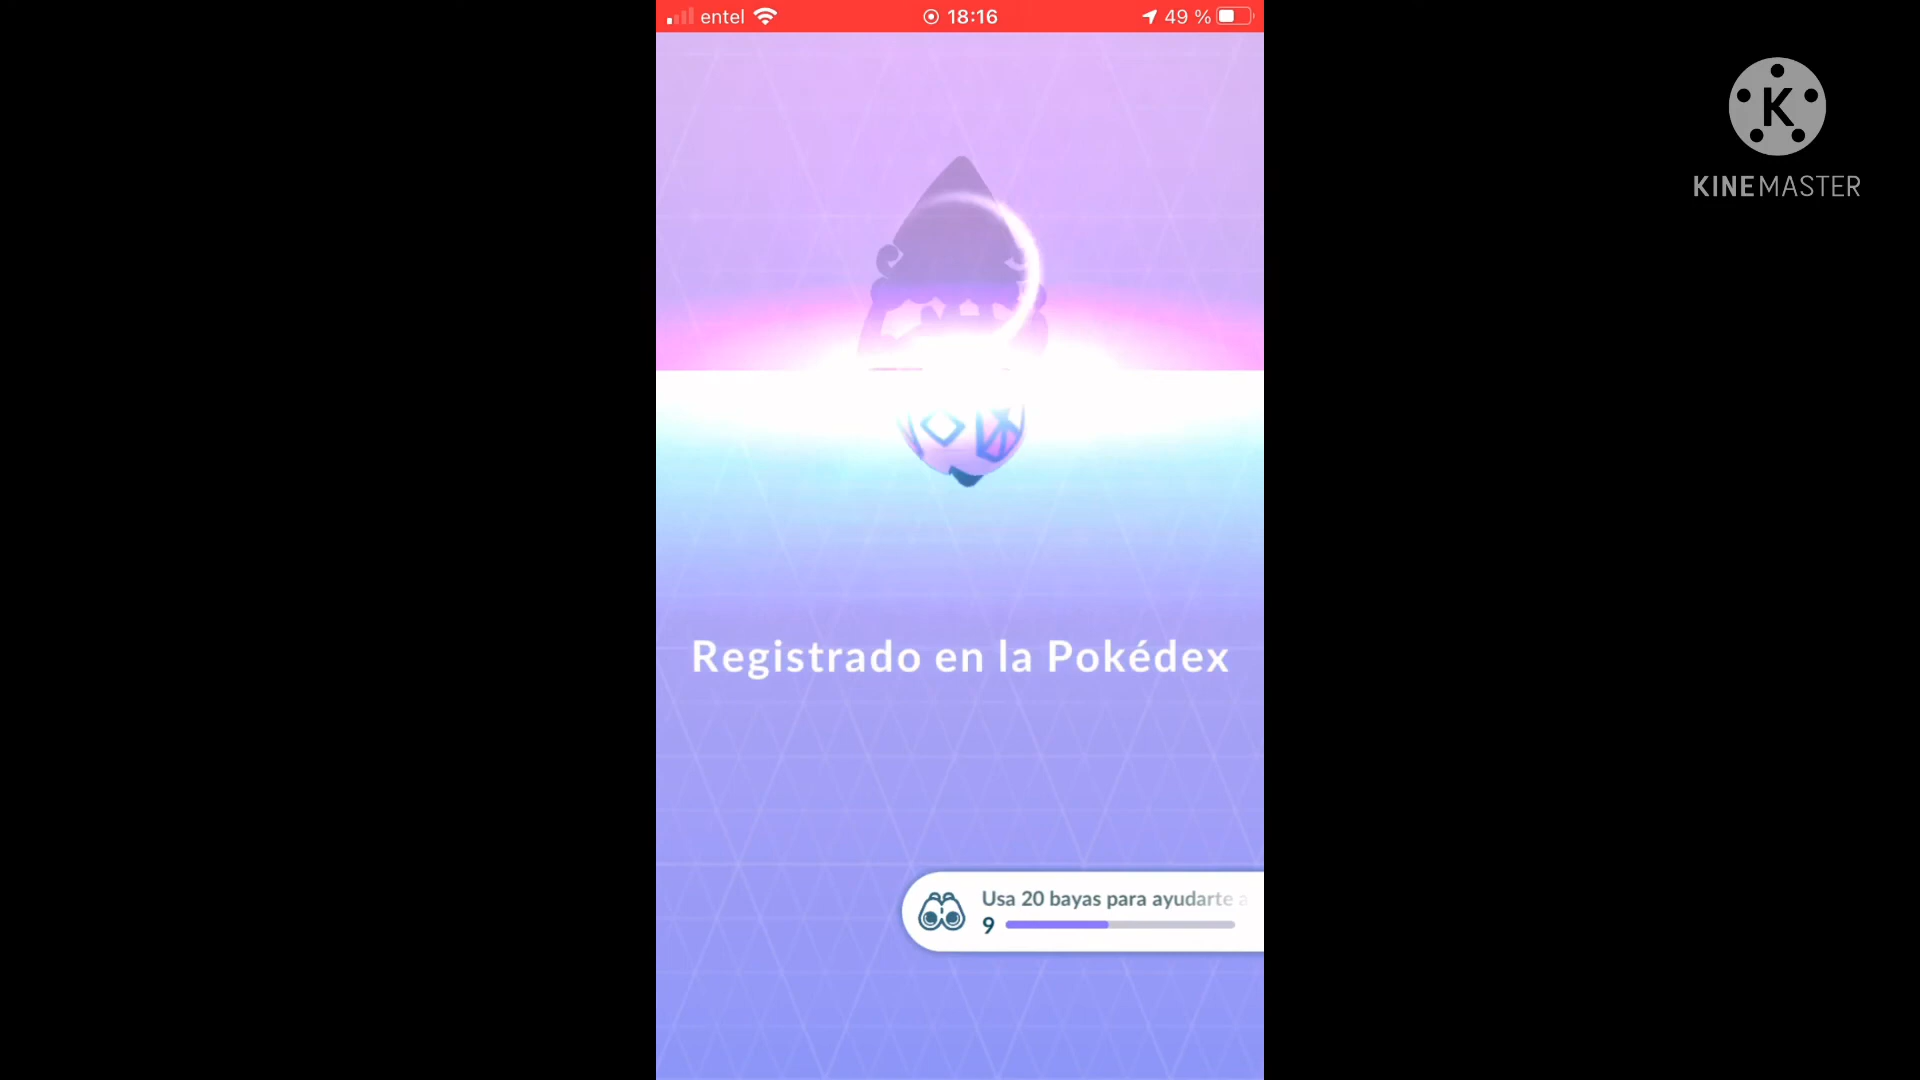 entel
18:16
49 %
K
KINEMASTER
Registrado en la Pokédex
Usa 20 bayas para ayudarte a
9